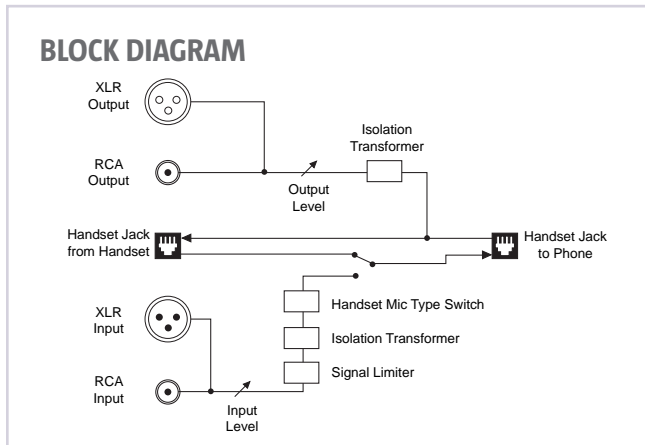 BLOCK DIAGRAM
XLR
Output
Isolation
Transformer
RCA
Output
Output
Level
Handset Jack
from Handset
Handset Jack
to Phone
XLR
Input
Handset Mic Type Switch
Isolation Transformer
Signal Limiter
RCA
Input
Input
Level